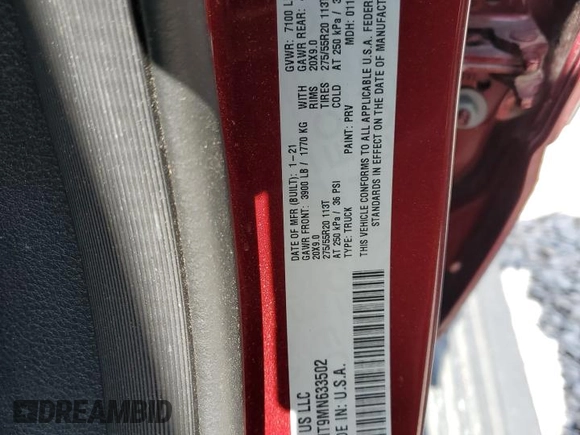 US LLC
T9MN633502
DE IN: U.S.A.
DATE OF MFR (BUILT): 1-21
GVWR: 7100
GAWR FRONT: 3900 LB / 1770 KG
WITH
GAWR REAR:
20X9.0
RIMS
20X9.0
275/55R20 113T
TIRES
275/55R20 113T
AT 250 kPa / 36 PSI
COLD
AT 250 kPa /
TYPE: TRUCK
PAINT: PRV
MDH:
THIS VEHICLE CONFORMS TO ALL APPLICABLE U.S.A. FEDER
STANDARDS IN EFFECT ON THE DATE OF MANUFACT
AMERICANMBID